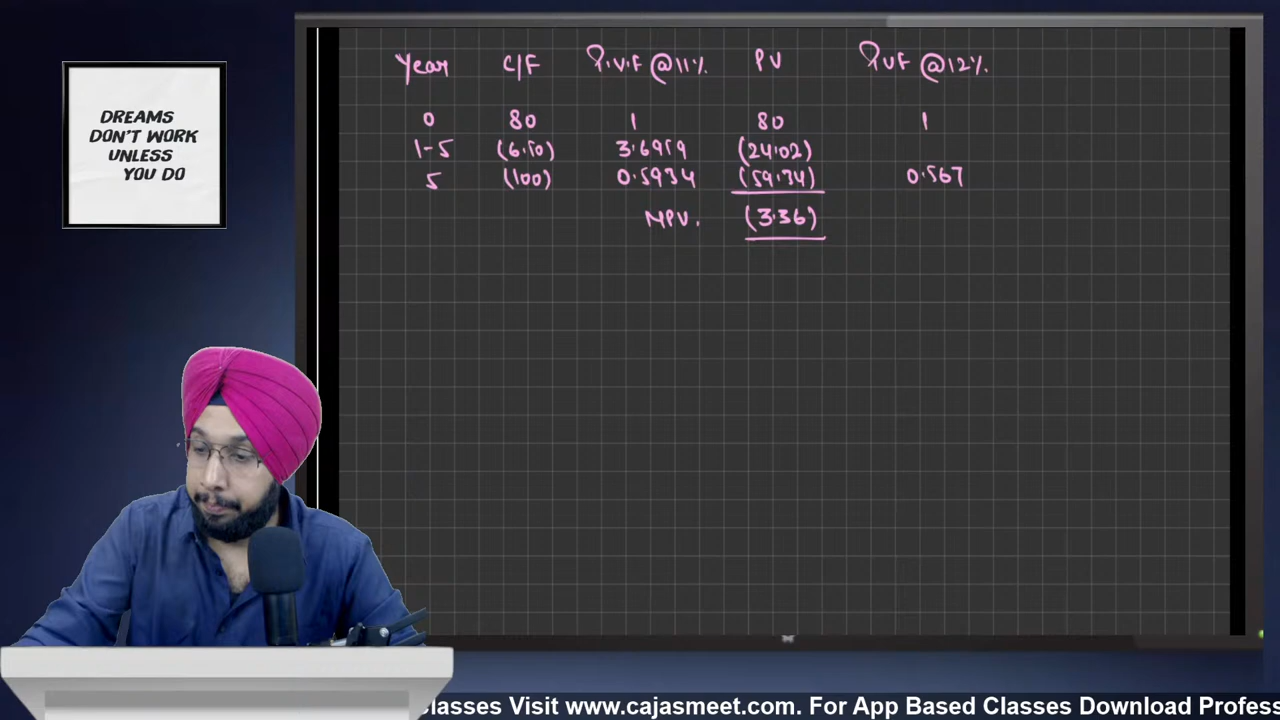 DREAMS
DON'T WORK
UNLESS
YOU DO
Year C/F P.V.F @11% PV PVF @12%
0 80 1 80 1
1-5 (6.50) 3.6959 (24.02)
5 (100) 0.5934 (59.34) 0.567
NPV. (3.36)
Classes Visit www.cajasmeet.com. For App Based Classes Download Profess